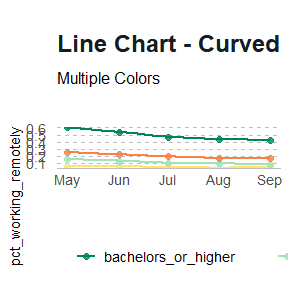 Line Chart - Curved
Multiple Colors
pct_working_remotely
0.6
0.5
0.4
0.3
0.2
0.1
May Jun Jul Aug Sep
bachelors_or_higher